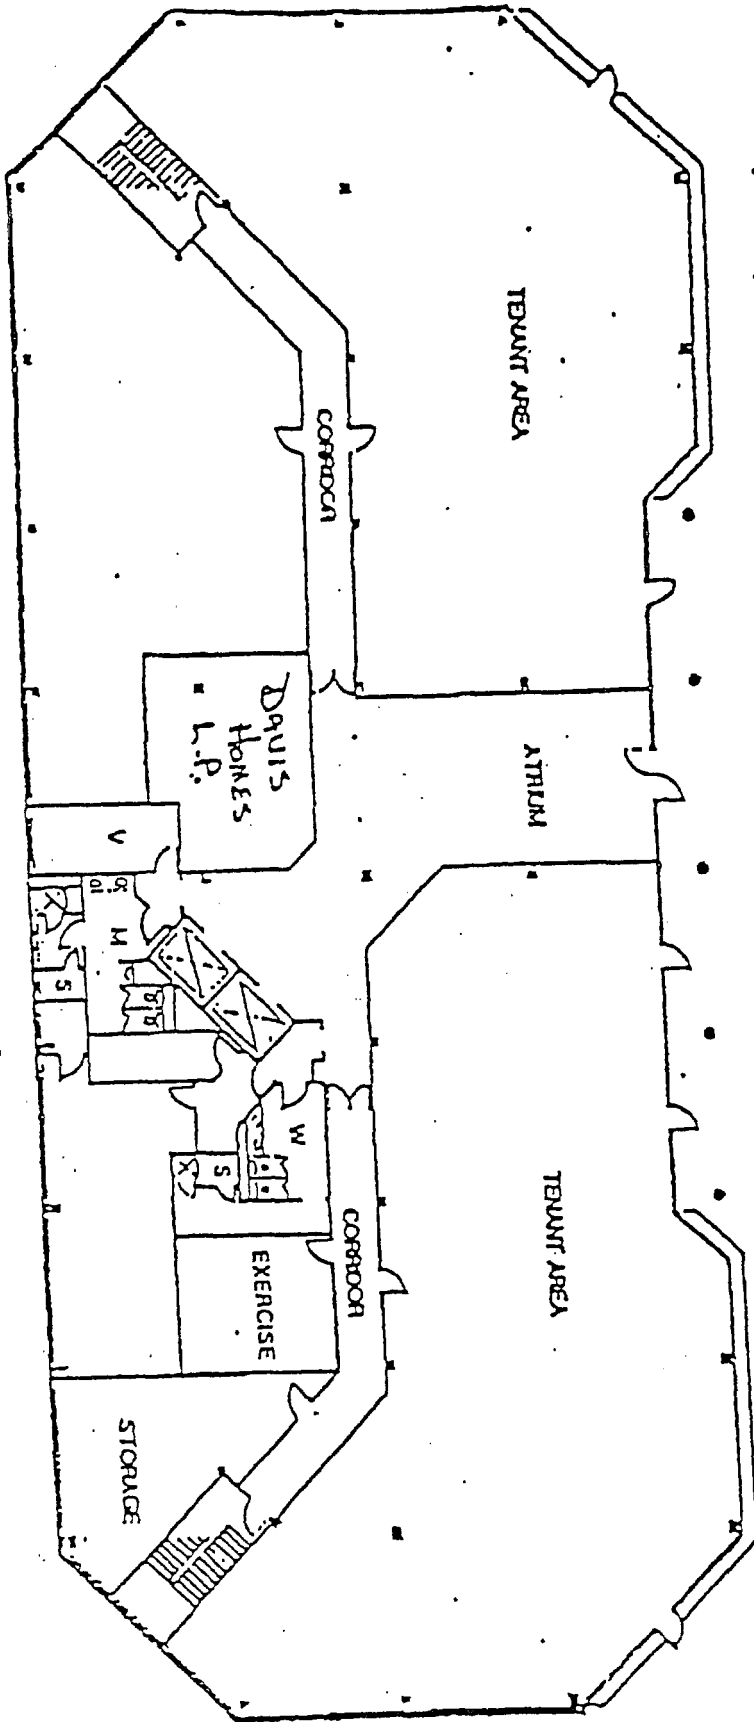 TENANT AREA
CORRIDOR
DAVIS
HOMES
L.P.
ATRIUM
V
M
S
W
S
TENANT AREA
CORRIDOR
EXERCISE
STORAGE